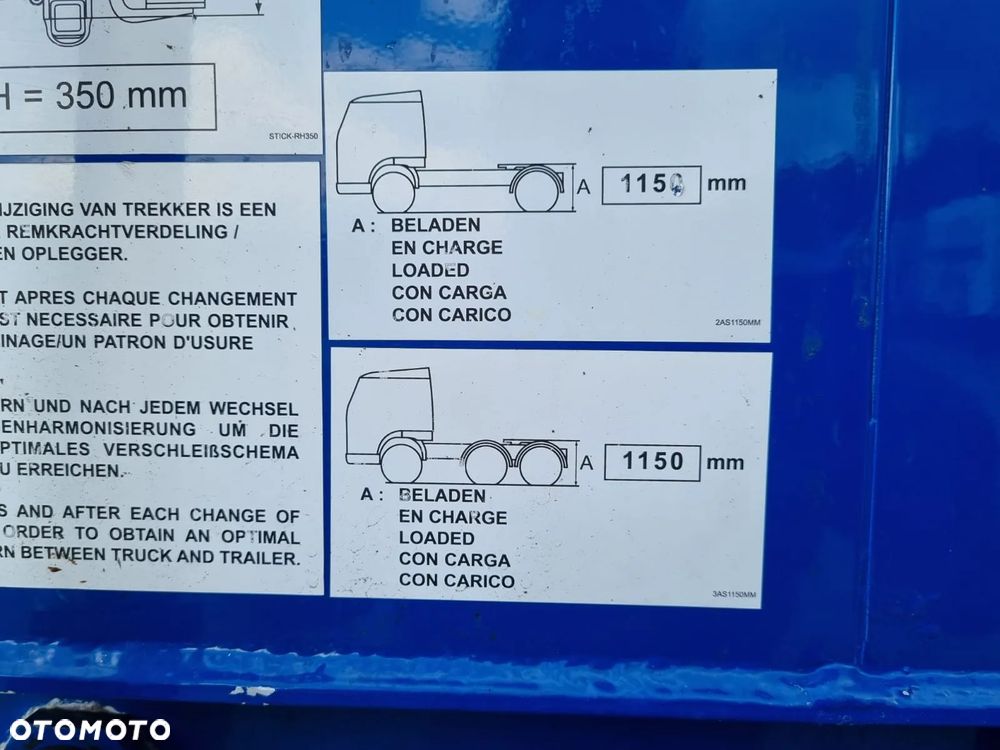 H = 350 mm
STICK-RH350
IJZIGING VAN TREKKER IS EEN
REMKRACHTVERDELING /
EN OPLEGGER.
T APRES CHAQUE CHANGEMENT
ST NECESSAIRE POUR OBTENIR
INAGE/UN PATRON D'USURE
RN UND NACH JEDEM WECHSEL
ENHARMONISIERUNG UM DIE
OPTIMALES VERSCHLEIßSCHEMA
U ERREICHEN.
S AND AFTER EACH CHANGE OF
ORDER TO OBTAIN AN OPTIMAL
RN BETWEEN TRUCK AND TRAILER.
A 1150 mm
A : BELADEN
EN CHARGE
LOADED
CON CARGA
CON CARICO
2AS1150MM
A 1150 mm
A : BELADEN
EN CHARGE
LOADED
CON CARGA
CON CARICO
3AS1150MM
OTOMOTO